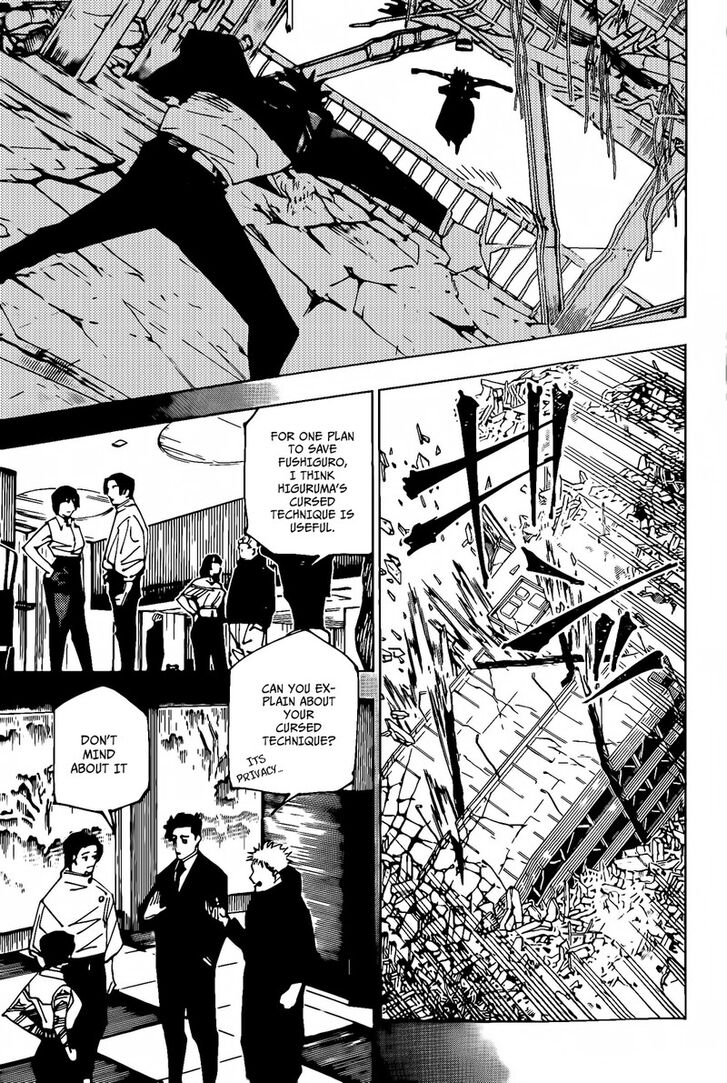 FOR ONE PLAN
TO SAVE
FUSHIGURO,
I THINK
HIGURUMA'S
CURSED
TECHNIQUE IS
USEFUL.
CAN YOU EX-
PLAIN ABOUT
YOUR
CURSED
TECHNIQUE?
ITS
PRIVACY...
DON'T
MIND
ABOUT IT